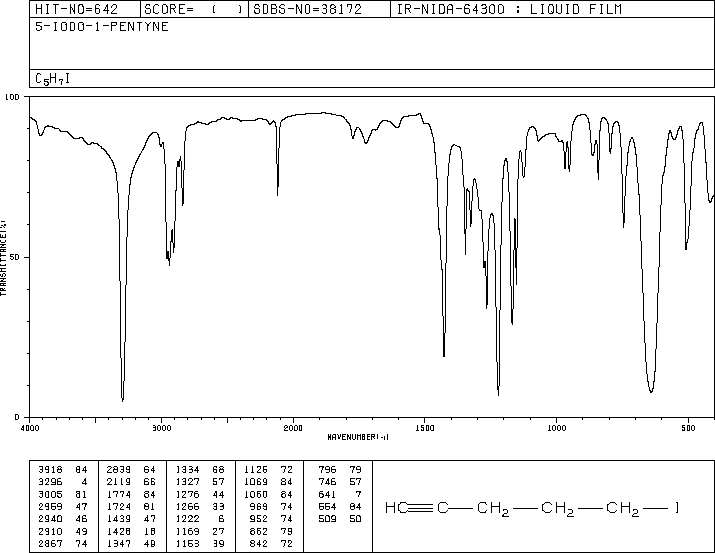 HIT-NO=642 SCORE= ( ) SDBS-NO=38172 IR-NIDA-64300 : LIQUID FILM
5-IODO-1-PENTYNE
C5H7I
100
50
0
TRANSMITTANCE(%)
4000 3000 2000 1500 1000 500
WAVENUMBER(-1)
3918 84 2839 64 1334 68 1126 72 796 79
3296 4 2119 66 1327 57 1069 84 746 57
3005 81 1774 84 1276 44 1060 84 641 7
2959 47 1724 81 1266 33 969 74 554 84
2940 46 1439 47 1222 6 952 74 509 50
2910 49 1428 18 1169 27 862 79
2867 74 1347 49 1153 39 842 72
HC≡C—CH2—CH2—CH2—I